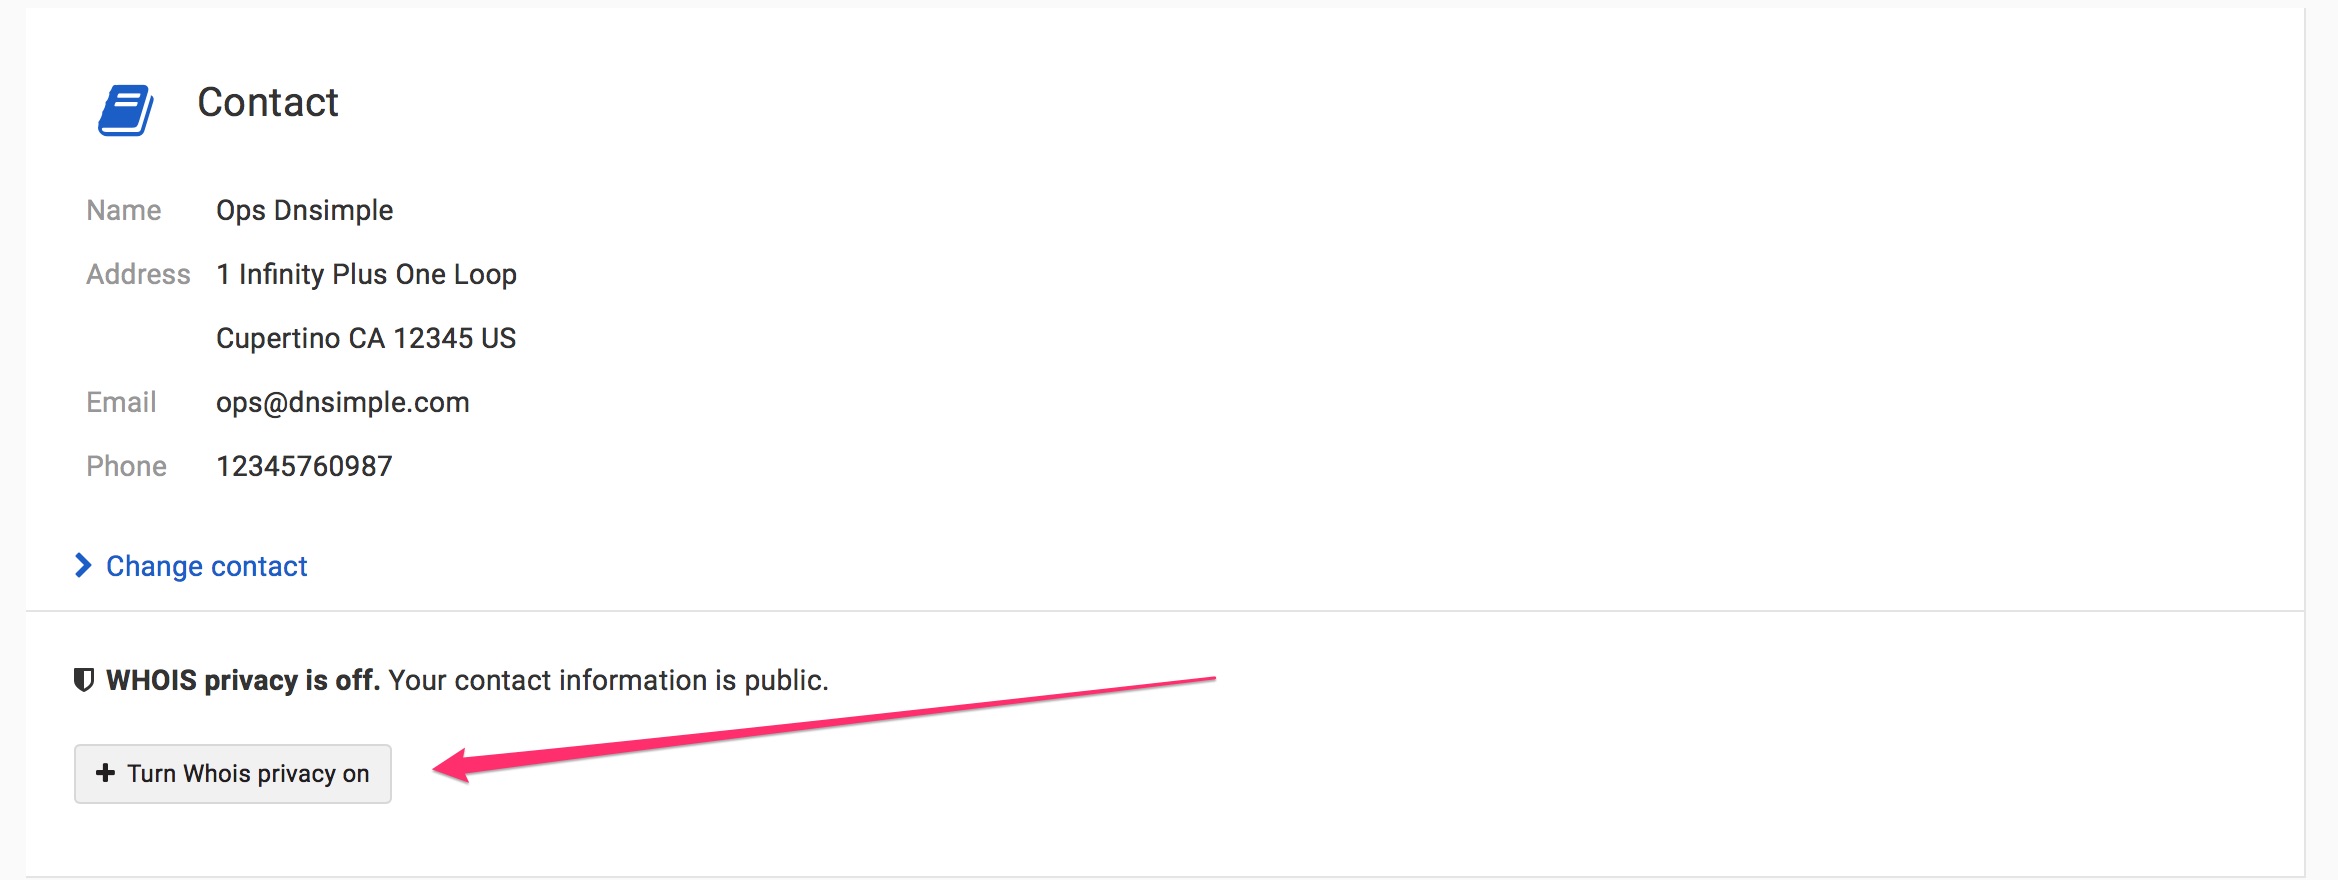 Contact
Name Ops Dnsimple
Address 1 Infinity Plus One Loop
Cupertino CA 12345 US
Email ops@dnsimple.com
Phone 12345760987
Change contact
WHOIS privacy is off. Your contact information is public.
Turn Whois privacy on